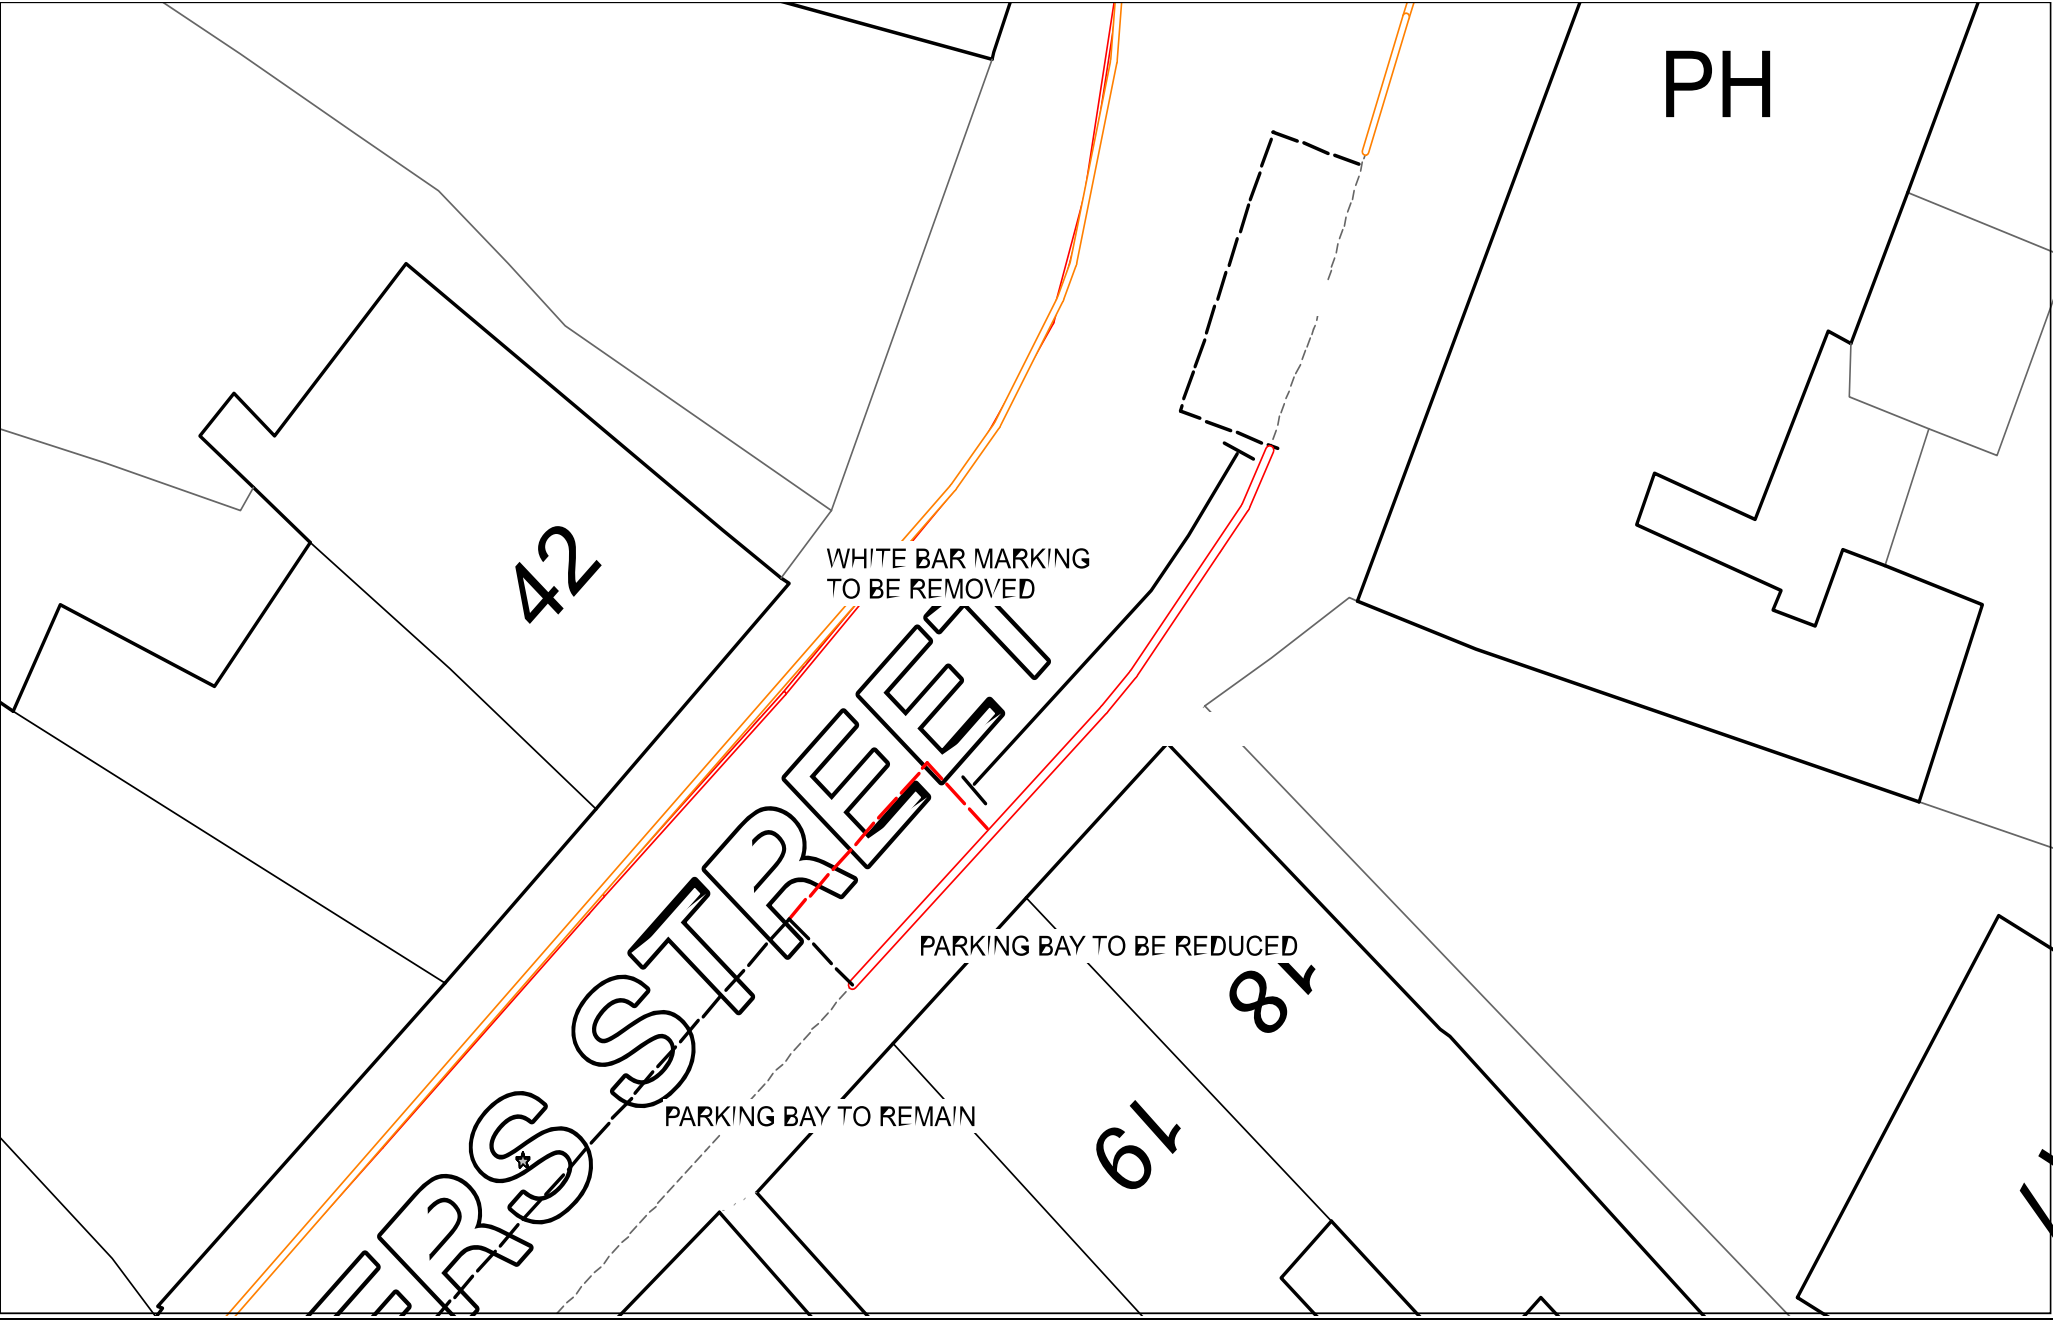 PH
42
WHITE BAR MARKING
TO BE REMOVED
ERS STREET
PARKING BAY TO BE REDUCED
18
PARKING BAY TO REMAIN
19